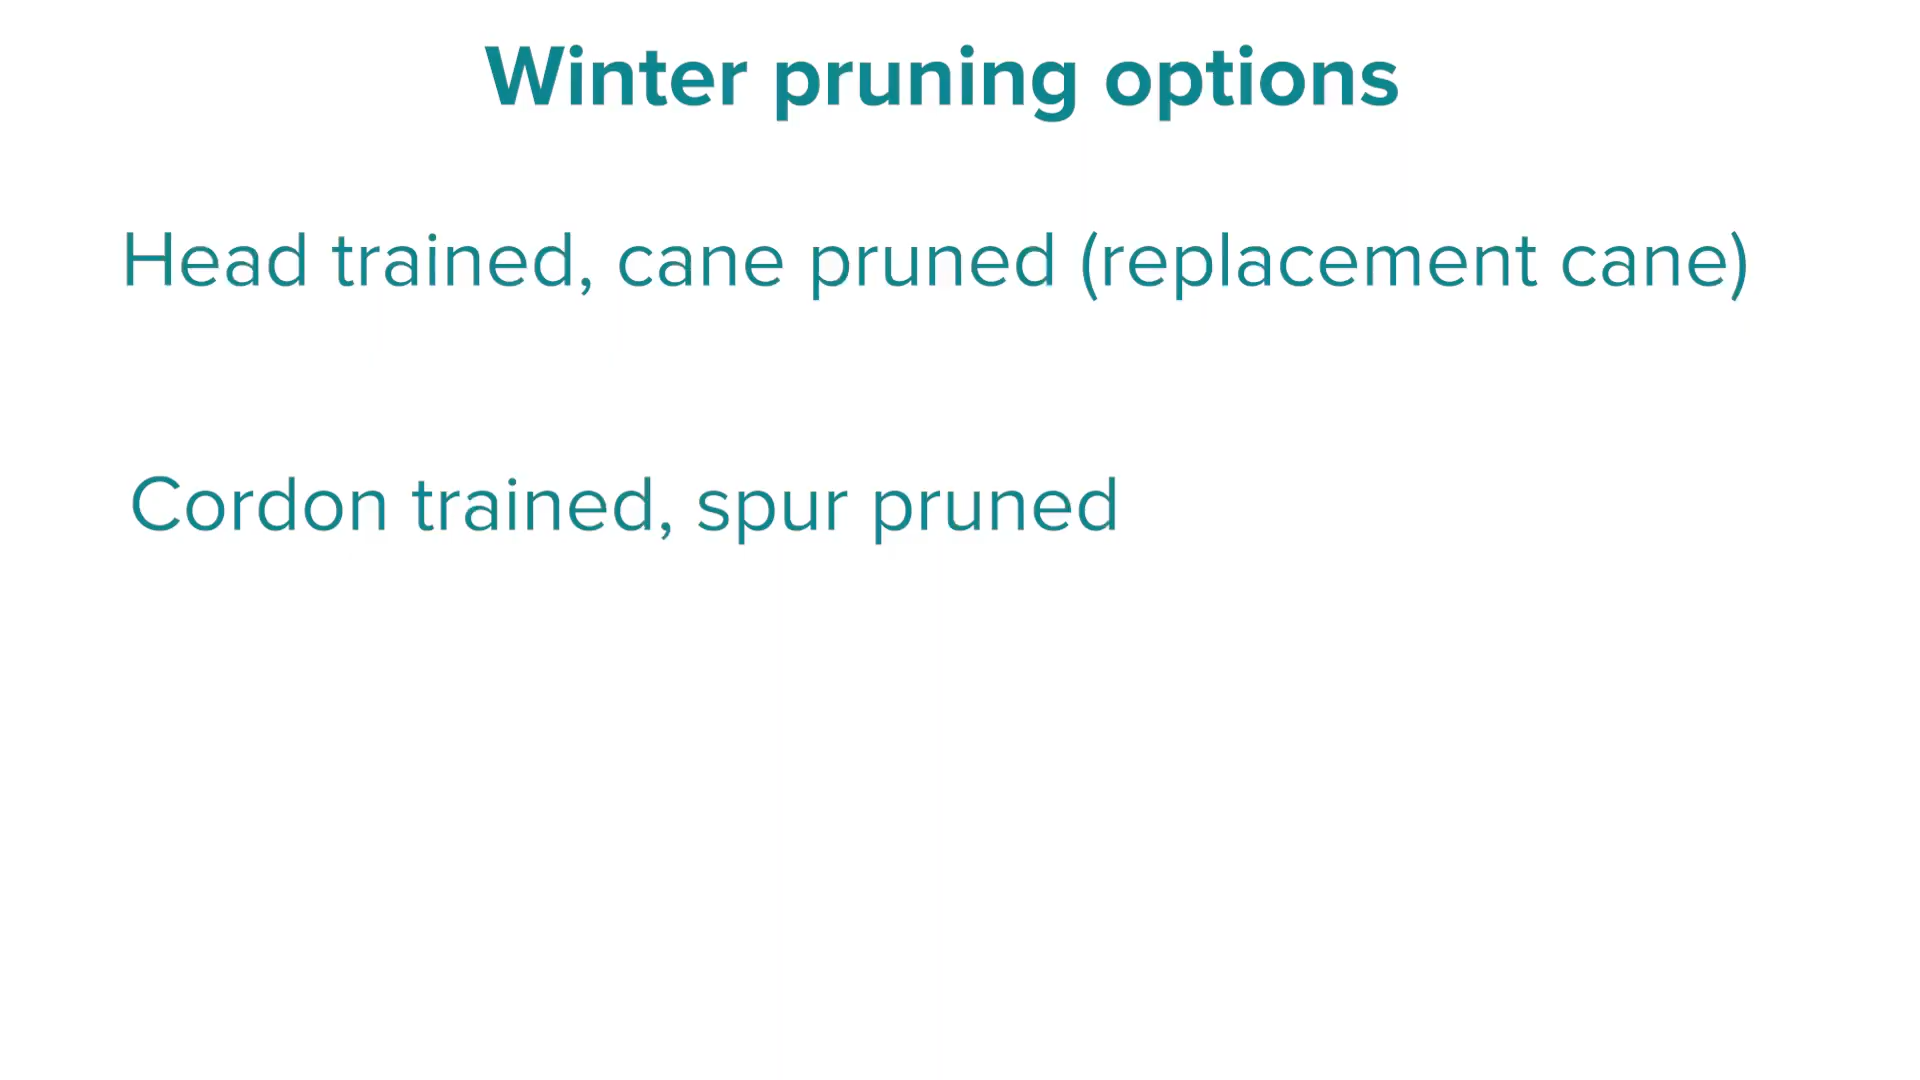 Winter pruning options
Head trained, cane pruned (replacement cane)
Cordon trained, spur pruned